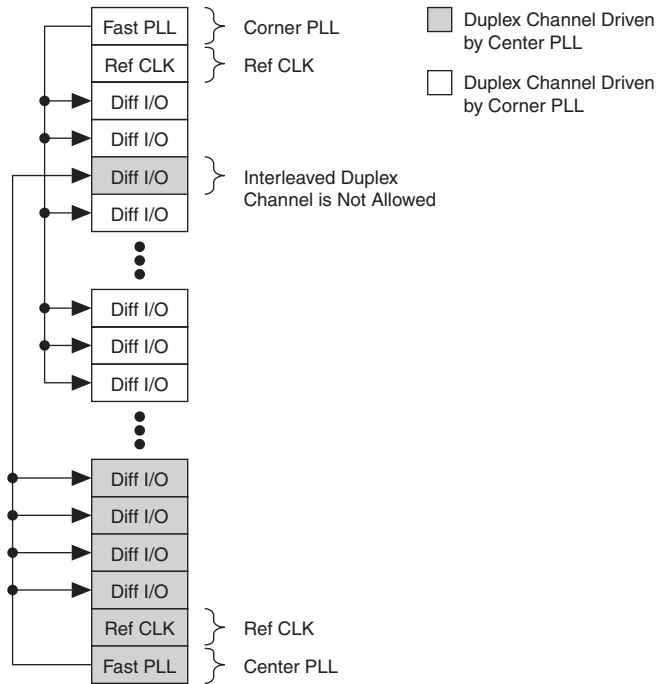 Fast PLL
Corner PLL
Ref CLK
Ref CLK
Diff I/O
Diff I/O
Diff I/O
Interleaved Duplex
Channel is Not Allowed
Diff I/O
Diff I/O
Diff I/O
Diff I/O
Diff I/O
Diff I/O
Diff I/O
Diff I/O
Ref CLK
Ref CLK
Fast PLL
Center PLL
Duplex Channel Driven
by Center PLL
Duplex Channel Driven
by Corner PLL